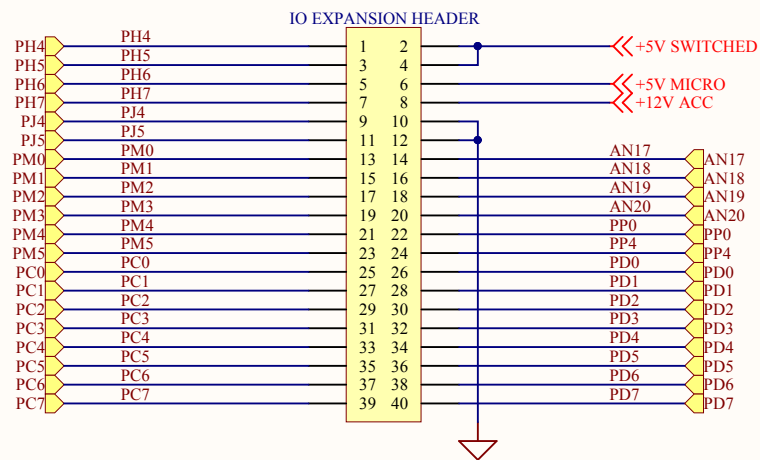 IO EXPANSION HEADER
PH4 PH4 1 2 +5V SWITCHED
PH5 PH5 3 4
PH6 PH6 5 6 +5V MICRO
PH7 PH7 7 8 +12V ACC
PJ4 PJ4 9 10
PJ5 PJ5 11 12
PM0 PM0 13 14 AN17 AN17
PM1 PM1 15 16 AN18 AN18
PM2 PM2 17 18 AN19 AN19
PM3 PM3 19 20 AN20 AN20
PM4 PM4 21 22 PP0 PP0
PM5 PM5 23 24 PP4 PP4
PC0 PC0 25 26 PD0 PD0
PC1 PC1 27 28 PD1 PD1
PC2 PC2 29 30 PD2 PD2
PC3 PC3 31 32 PD3 PD3
PC4 PC4 33 34 PD4 PD4
PC5 PC5 35 36 PD5 PD5
PC6 PC6 37 38 PD6 PD6
PC7 PC7 39 40 PD7 PD7